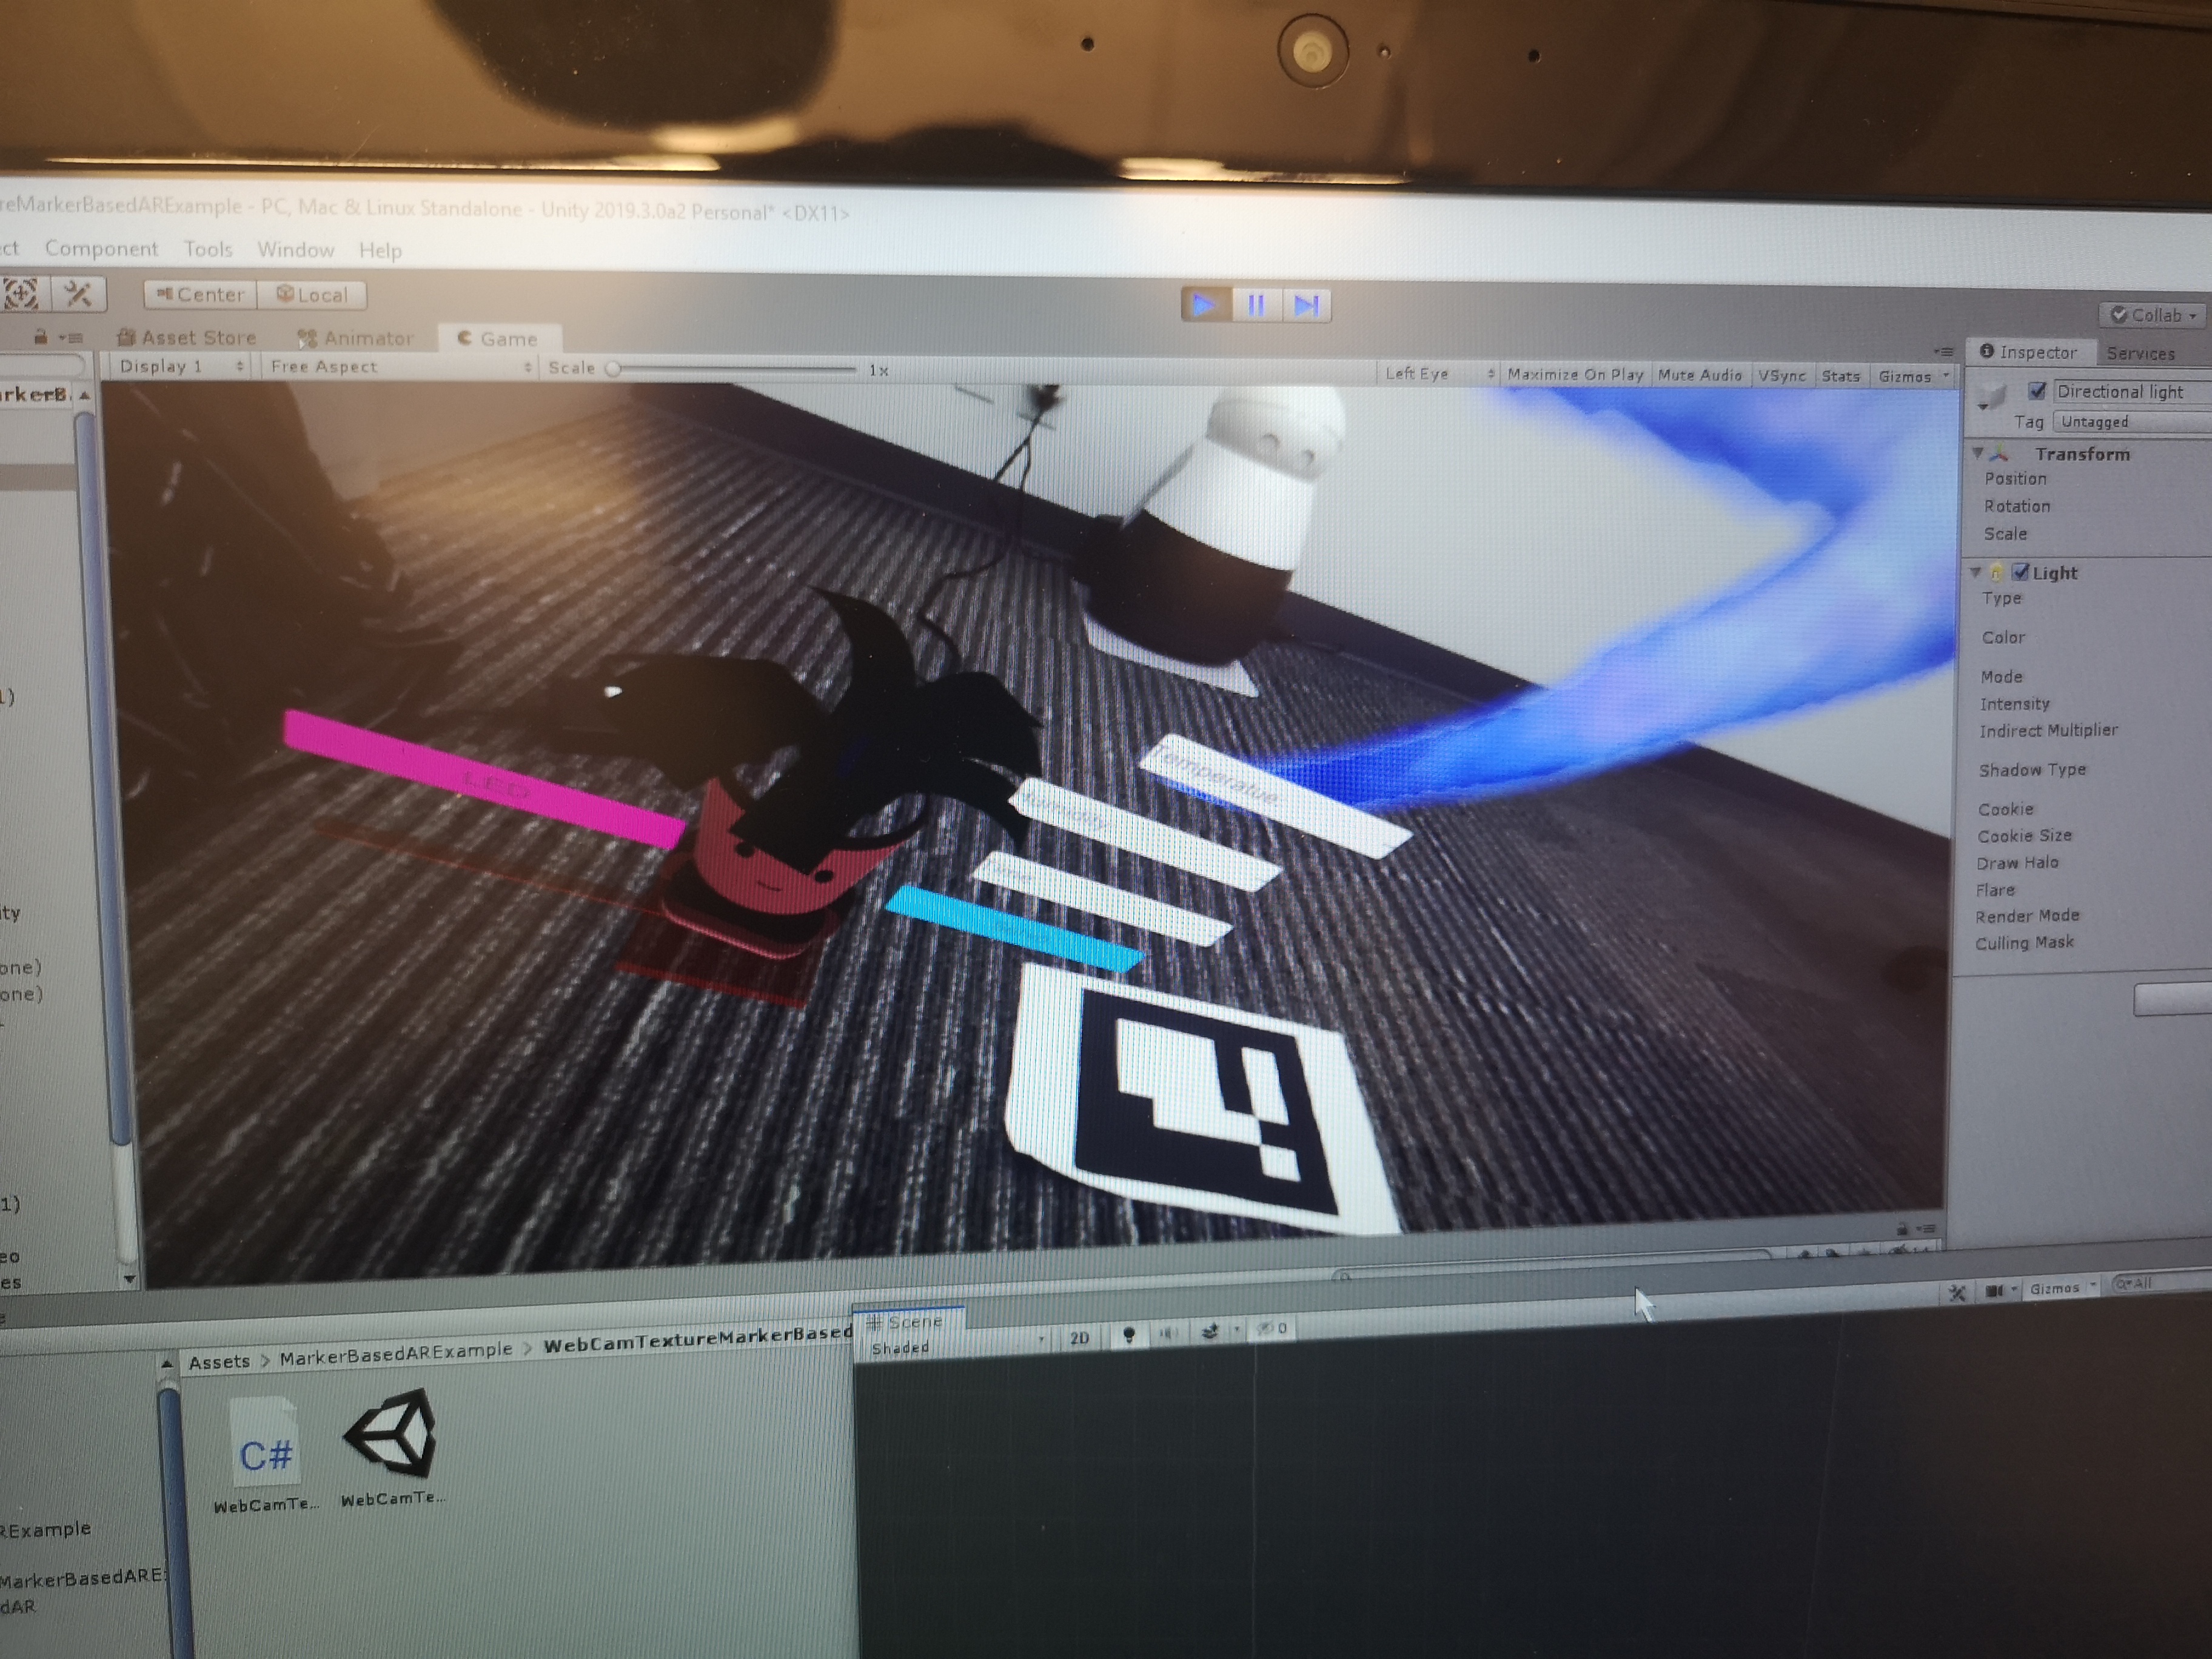 reMarkerBasedARExample - PC, Mac & Linux Standalone - Unity 2019.3.0a2 Personal* <DX11>
ct Component Tools Window Help
Center Local
Collab
Asset Store Animator Game
Inspector Services
Display 1 Free Aspect Scale 1x Left Eye Maximize On Play Mute Audio VSync Stats Gizmos
Directional light
Tag Untagged
arkerB
Transform
Position
Rotation
Scale
Light
Type
Color
Mode
Intensity
Indirect Multiplier
Shadow Type
Cookie
Cookie Size
Draw Halo
Flare
Render Mode
Culling Mask
LED
Temperatue
1)
ity
one)
one)
1)
eo
es
Gizmos All
Scene
Shaded 2D 0
Assets > MarkerBasedARExample > WebCamTextureMarkerBased
C#
WebCamTe... WebCamTe...
RExample
MarkerBasedARE
dAR